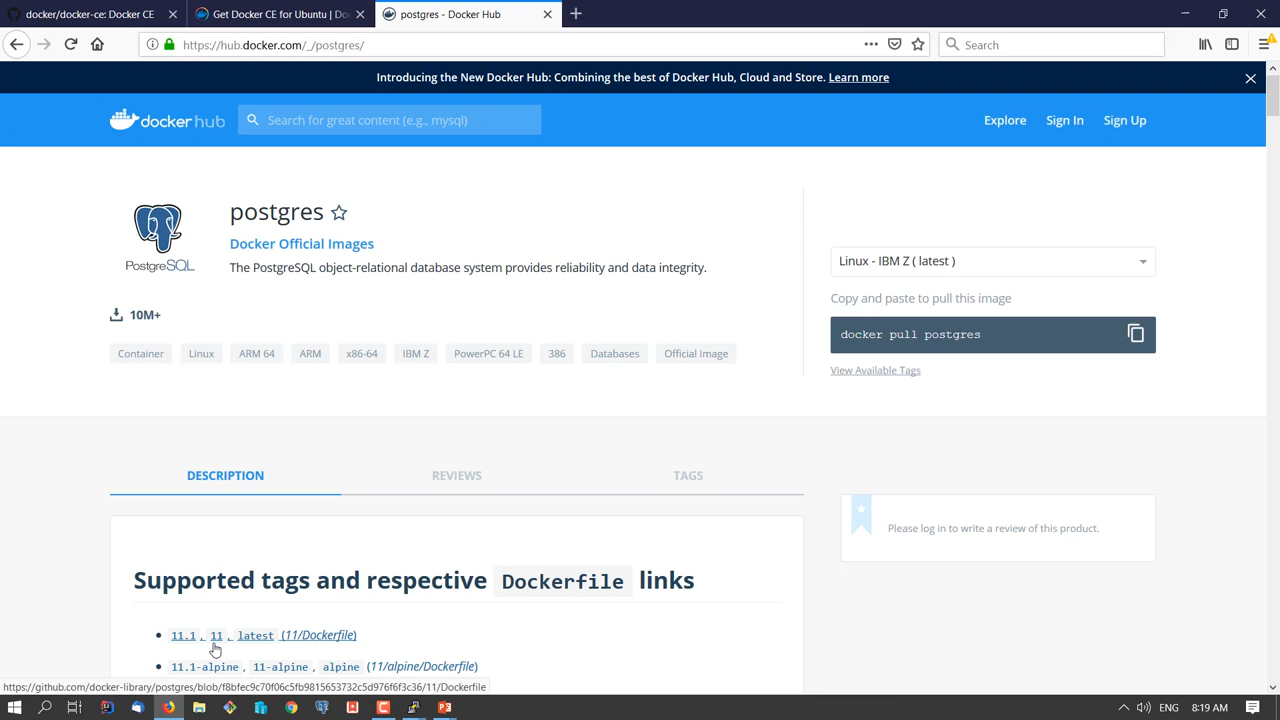 docker/docker-ce: Docker CE
Get Docker CE for Ubuntu | Do
postgres - Docker Hub
https://hub.docker.com/_/postgres/
Search
Introducing the New Docker Hub: Combining the best of Docker Hub, Cloud and Store. Learn more
docker hub
Search for great content (e.g., mysql)
Explore
Sign In
Sign Up
postgres
Docker Official Images
PostgreSQL
The PostgreSQL object-relational database system provides reliability and data integrity.
10M+
Container
Linux
ARM 64
ARM
x86-64
IBM Z
PowerPC 64 LE
386
Databases
Official Image
Linux - IBM Z ( latest )
Copy and paste to pull this image
docker pull postgres
View Available Tags
DESCRIPTION
REVIEWS
TAGS
Please log in to write a review of this product.
Supported tags and respective Dockerfile links
11.1, 11, latest (11/Dockerfile)
11.1-alpine, 11-alpine, alpine (11/alpine/Dockerfile)
https://github.com/docker-library/postgres/blob/f8bfec9c70f06c5fb9815653732c5d976f6f3c36/11/Dockerfile
ENG
8:19 AM